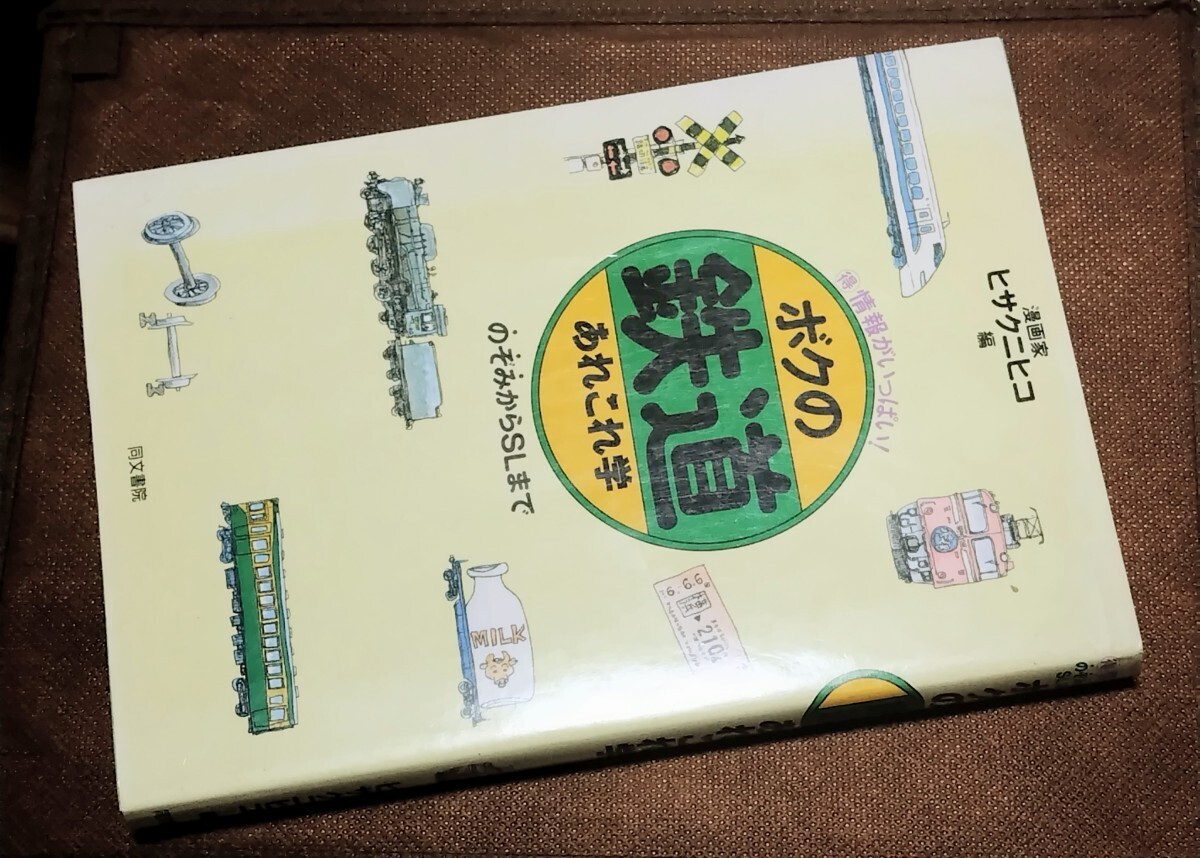 漫画家
ヒサクニヒコ
編
得情報がいっぱい!
ボクの
鉄道
あれこれ学
のぞみからSLまで
210
MILK
同文書院